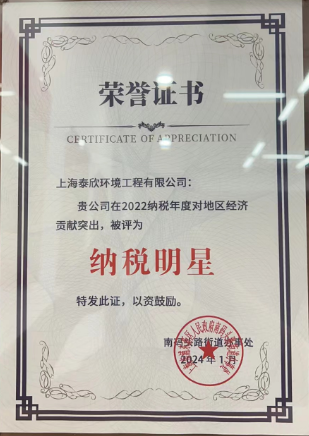 荣誉证书
CERTIFICATE OF APPRECIATION
上海泰欣环境工程有限公司：
贵公司在2022纳税年度对地区经济
贡献突出，被评为
纳税明星
特发此证，以资鼓励。
南码头路街道办事处
2024年1月